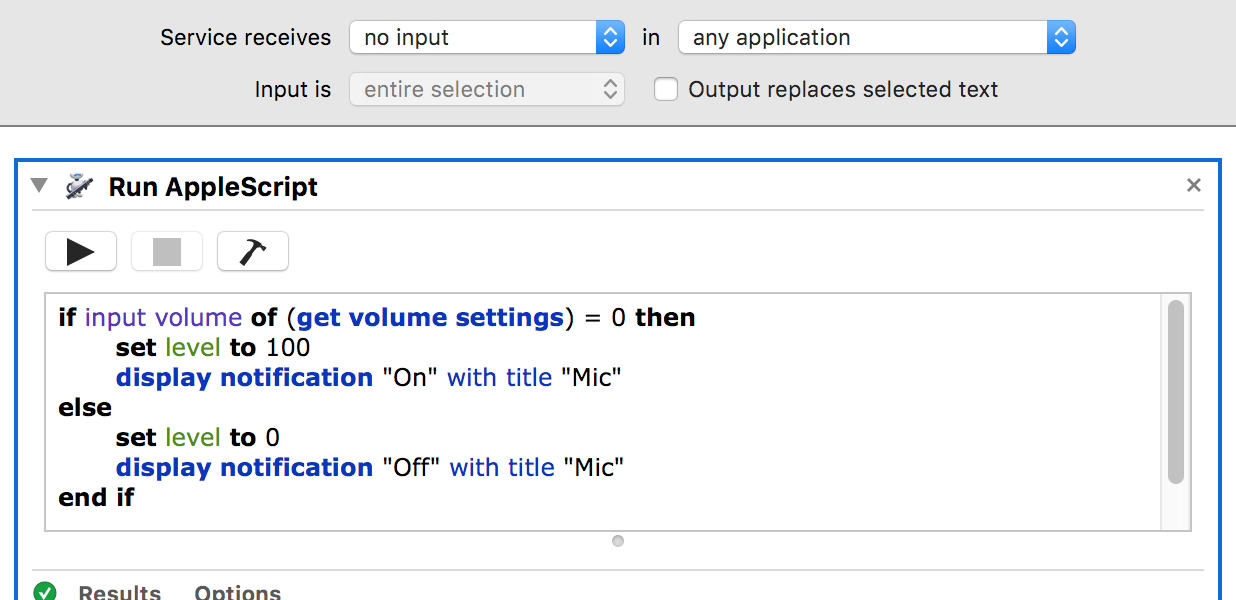 Service receives no input in any application
Input is entire selection Output replaces selected text
Run AppleScript
if input volume of (get volume settings) = 0 then
set level to 100
display notification "On" with title "Mic"
else
set level to 0
display notification "Off" with title "Mic"
end if
Results Options